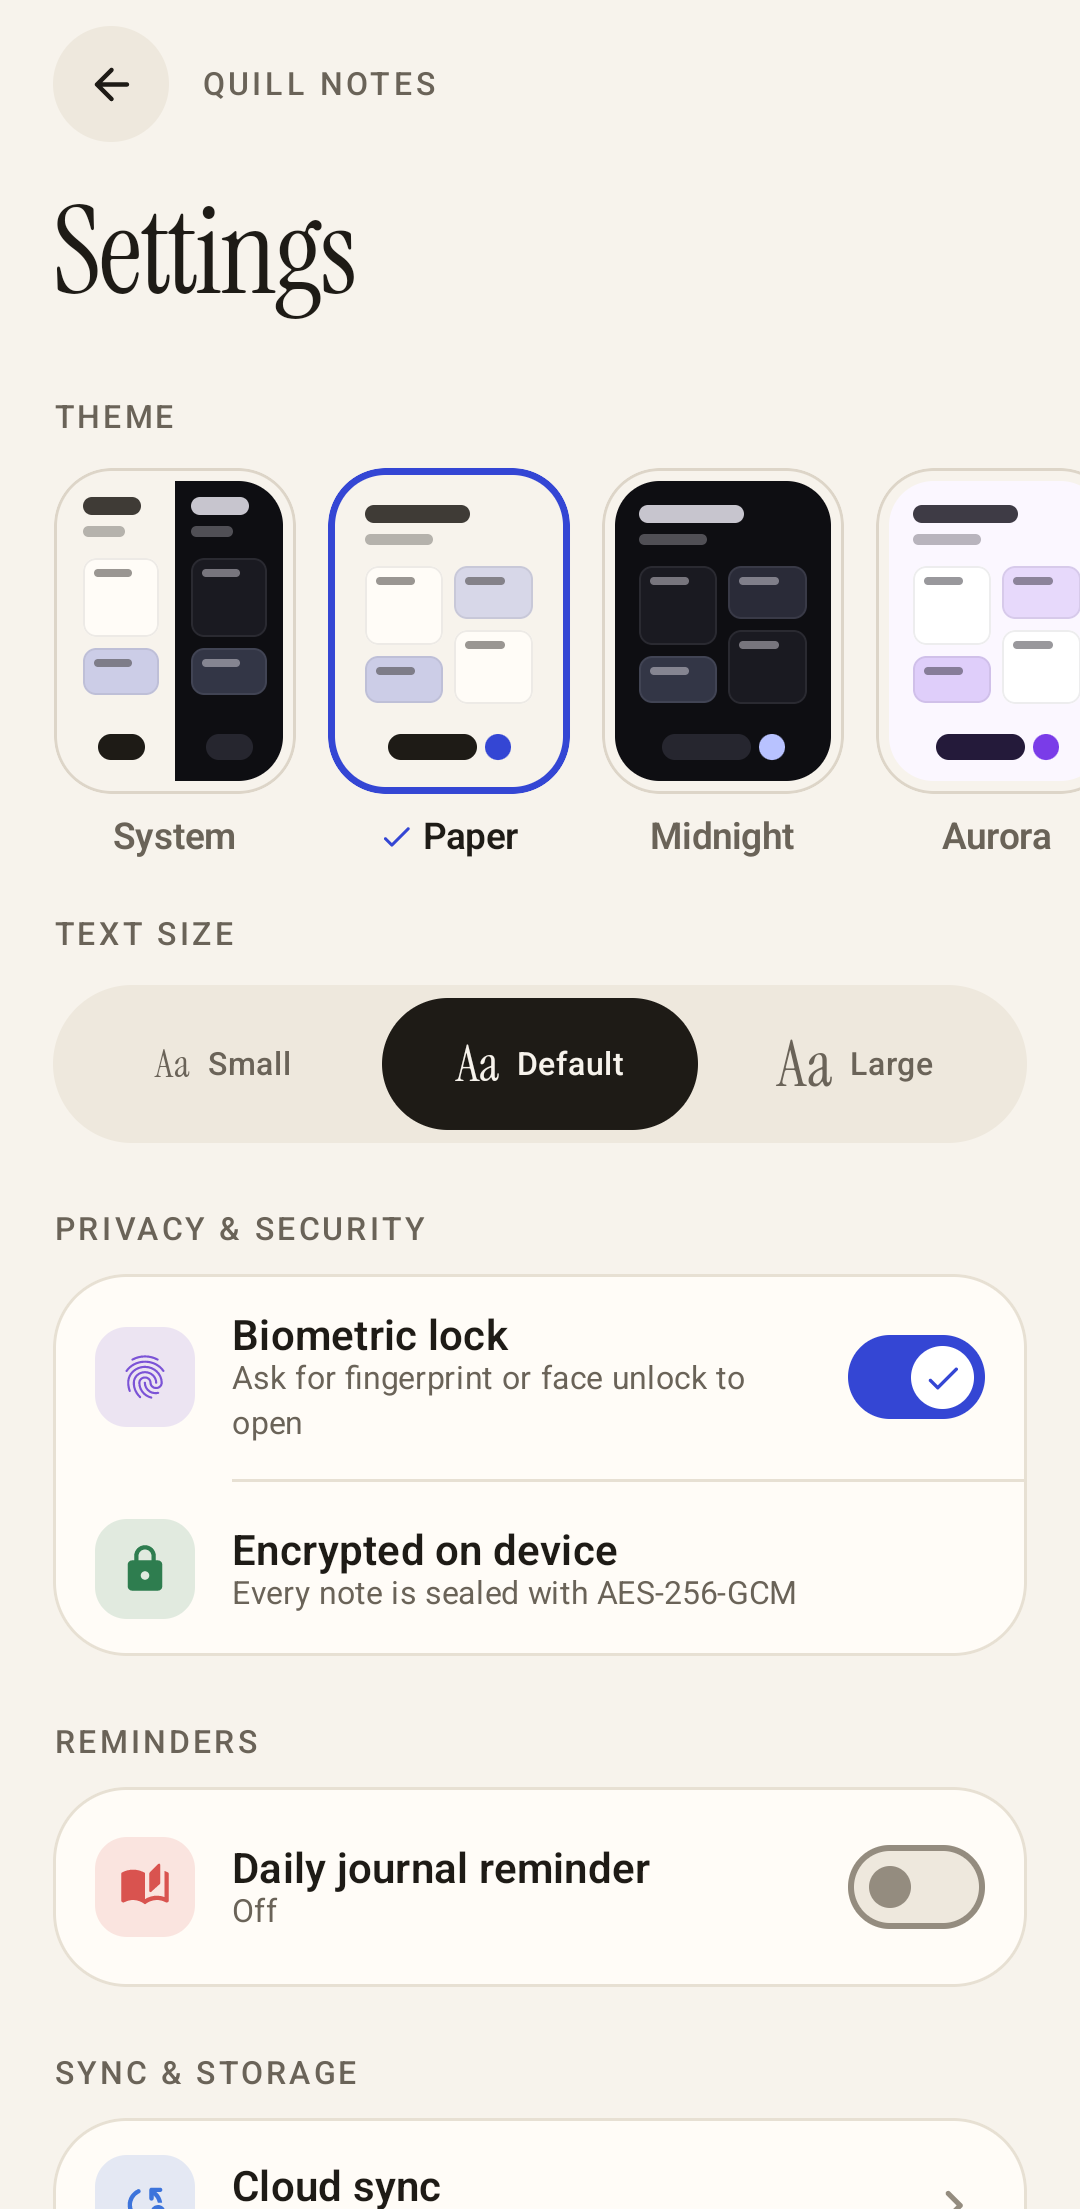 QUILL NOTES
Settings
THEME
System
Paper
Midnight
Aurora
TEXT SIZE
Aa Small
Aa Default
Aa Large
PRIVACY & SECURITY
Biometric lock
Ask for fingerprint or face unlock to
open
Encrypted on device
Every note is sealed with AES-256-GCM
REMINDERS
Daily journal reminder
Off
SYNC & STORAGE
Cloud sync